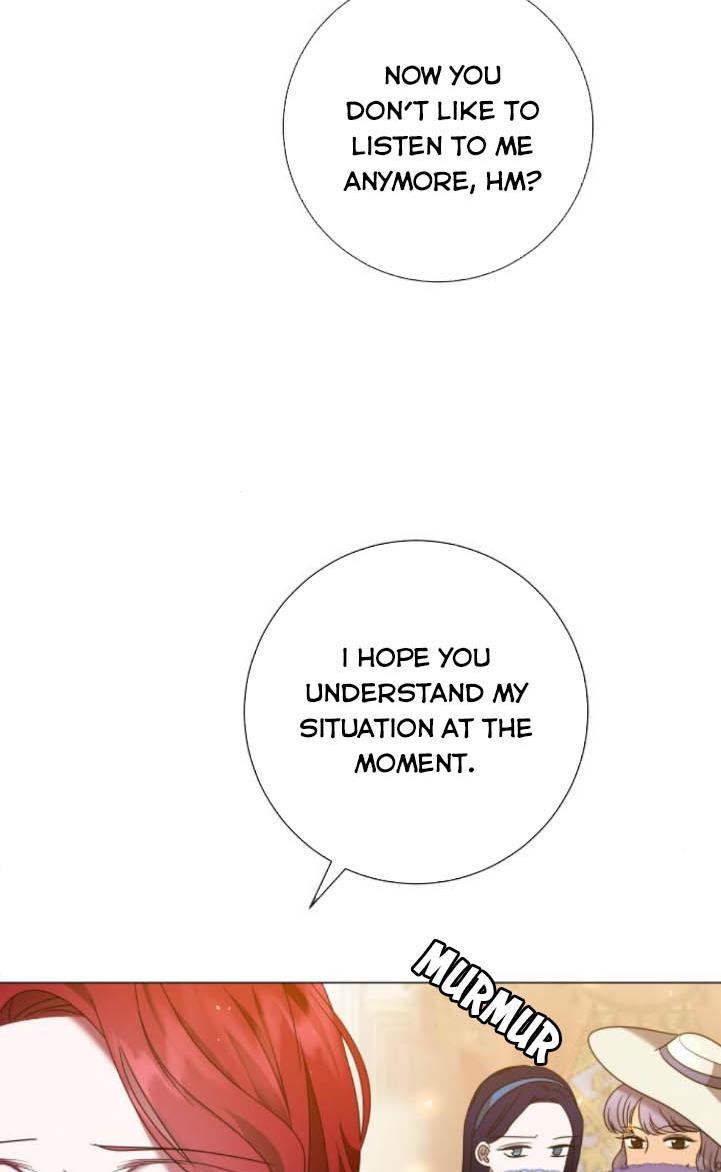 NOW YOU
DON'T LIKE TO
LISTEN TO ME
ANYMORE, HM?
I HOPE YOU
UNDERSTAND MY
SITUATION AT THE
MOMENT.
MURMUR